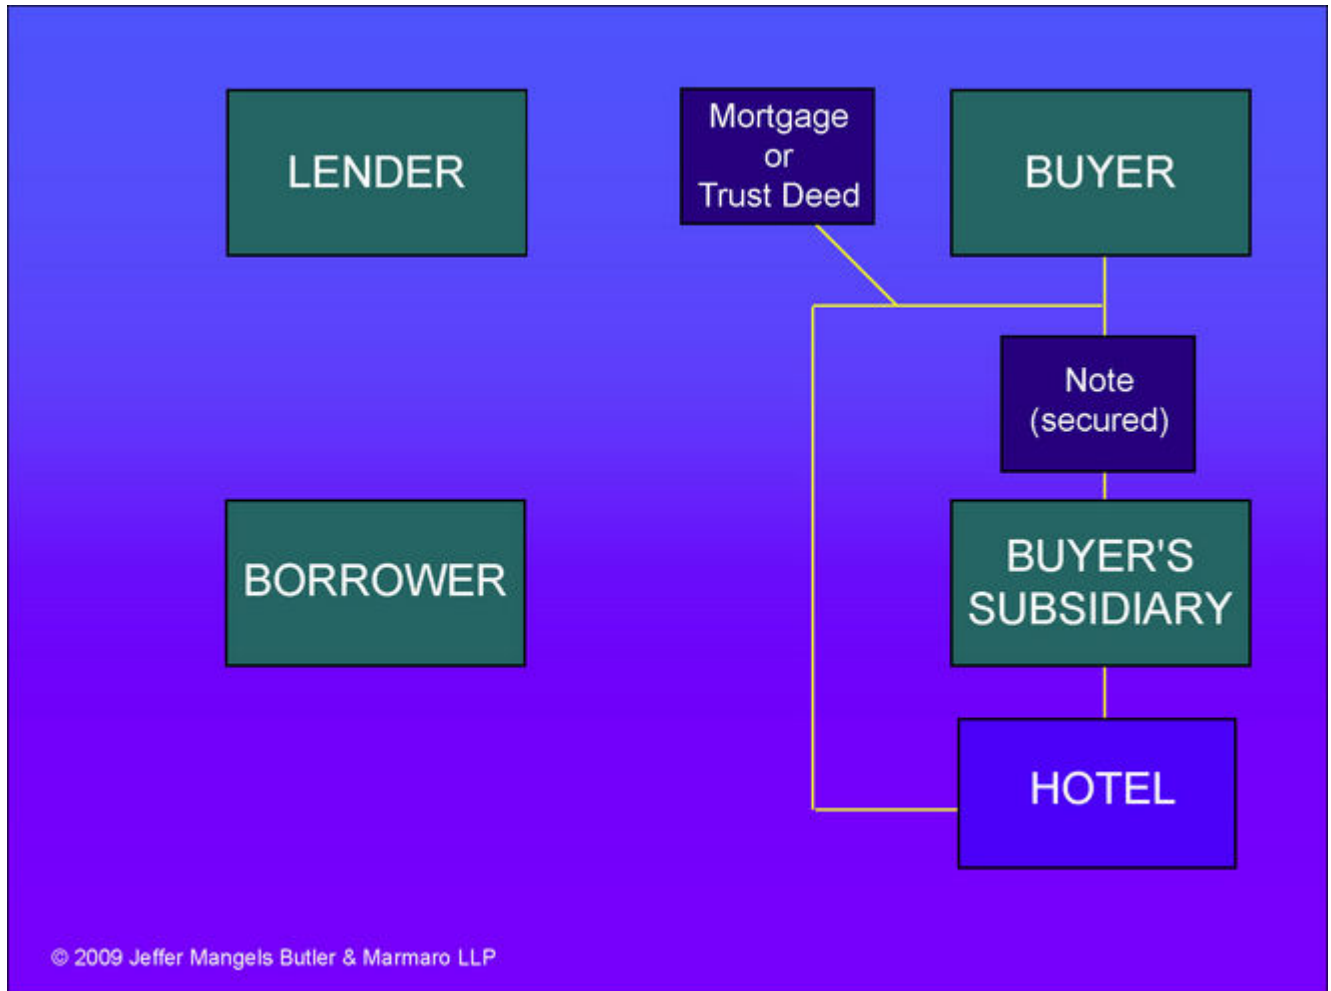 LENDER
Mortgage
or
Trust Deed
BUYER
Note
(secured)
BORROWER
BUYER'S
SUBSIDIARY
HOTEL
© 2009 Jeffer Mangels Butler & Marmaro LLP